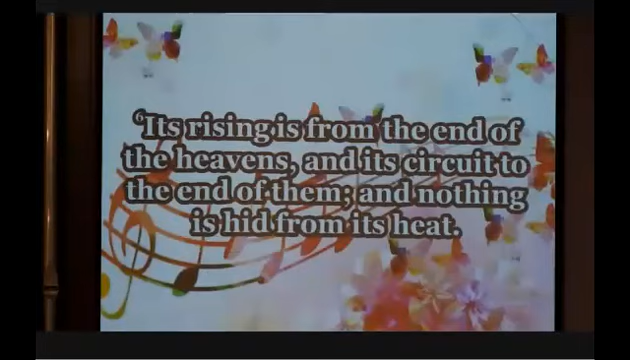 ‘Its rising is from the end of
the heavens, and its circuit to
the end of them; and nothing
is hid from its heat.